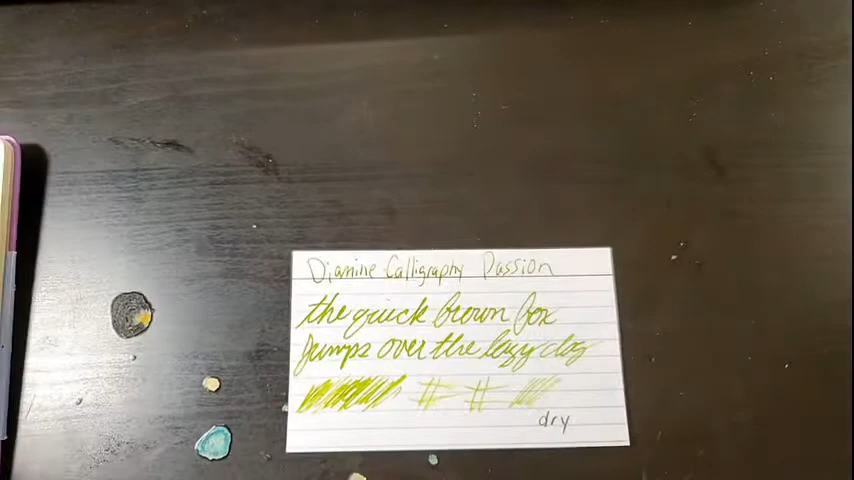 Diamine Calligraphy Passion
the quick brown fox
jumps over the lazy dog
dry